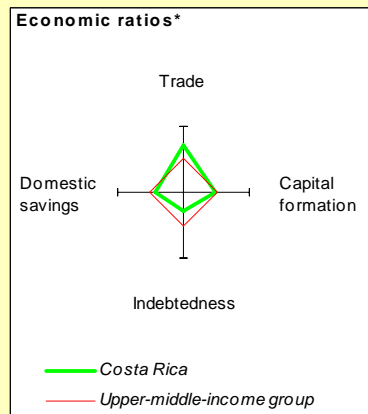 Economic ratios*
Trade
Domestic
savings
Capital
formation
Indebtedness
Costa Rica
Upper-middle-income group